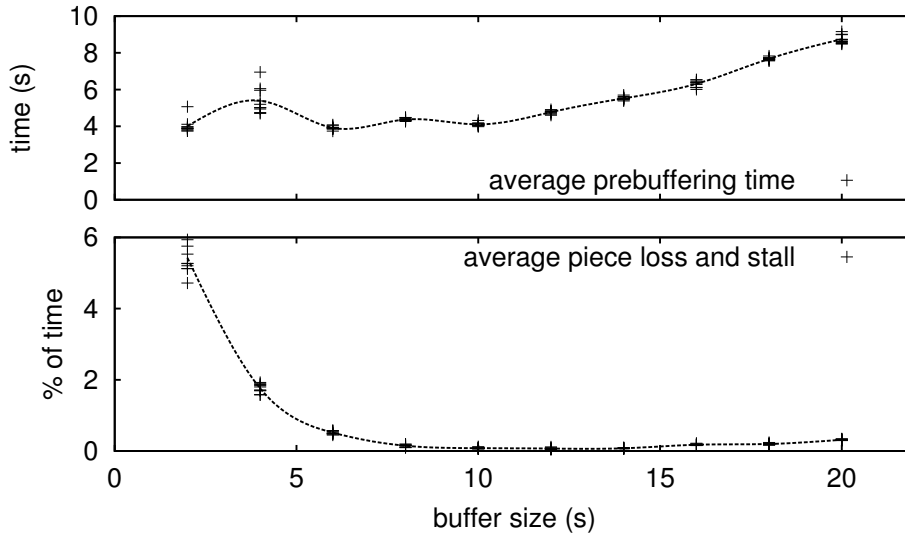 10
8
6
4
2
0
time (s)
average prebuffering time
6
4
2
0
% of time
average piece loss and stall
0 5 10 15 20
buffer size (s)